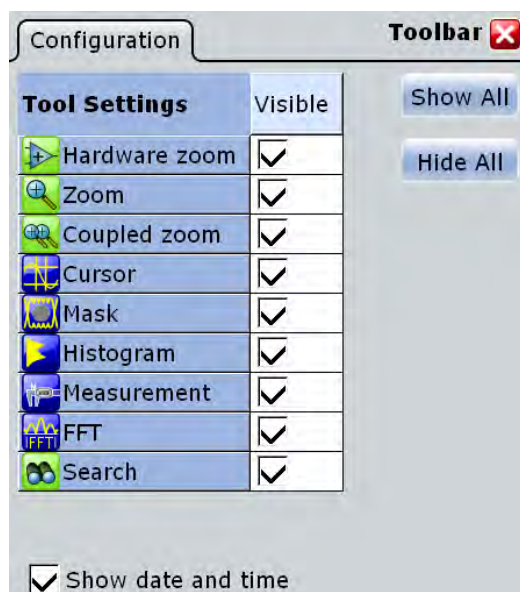 Configuration
Toolbar
Tool Settings Visible
Show All
Hardware zoom
Hide All
Zoom
Coupled zoom
Cursor
Mask
Histogram
Measurement
FFT
FFT
Search
Show date and time